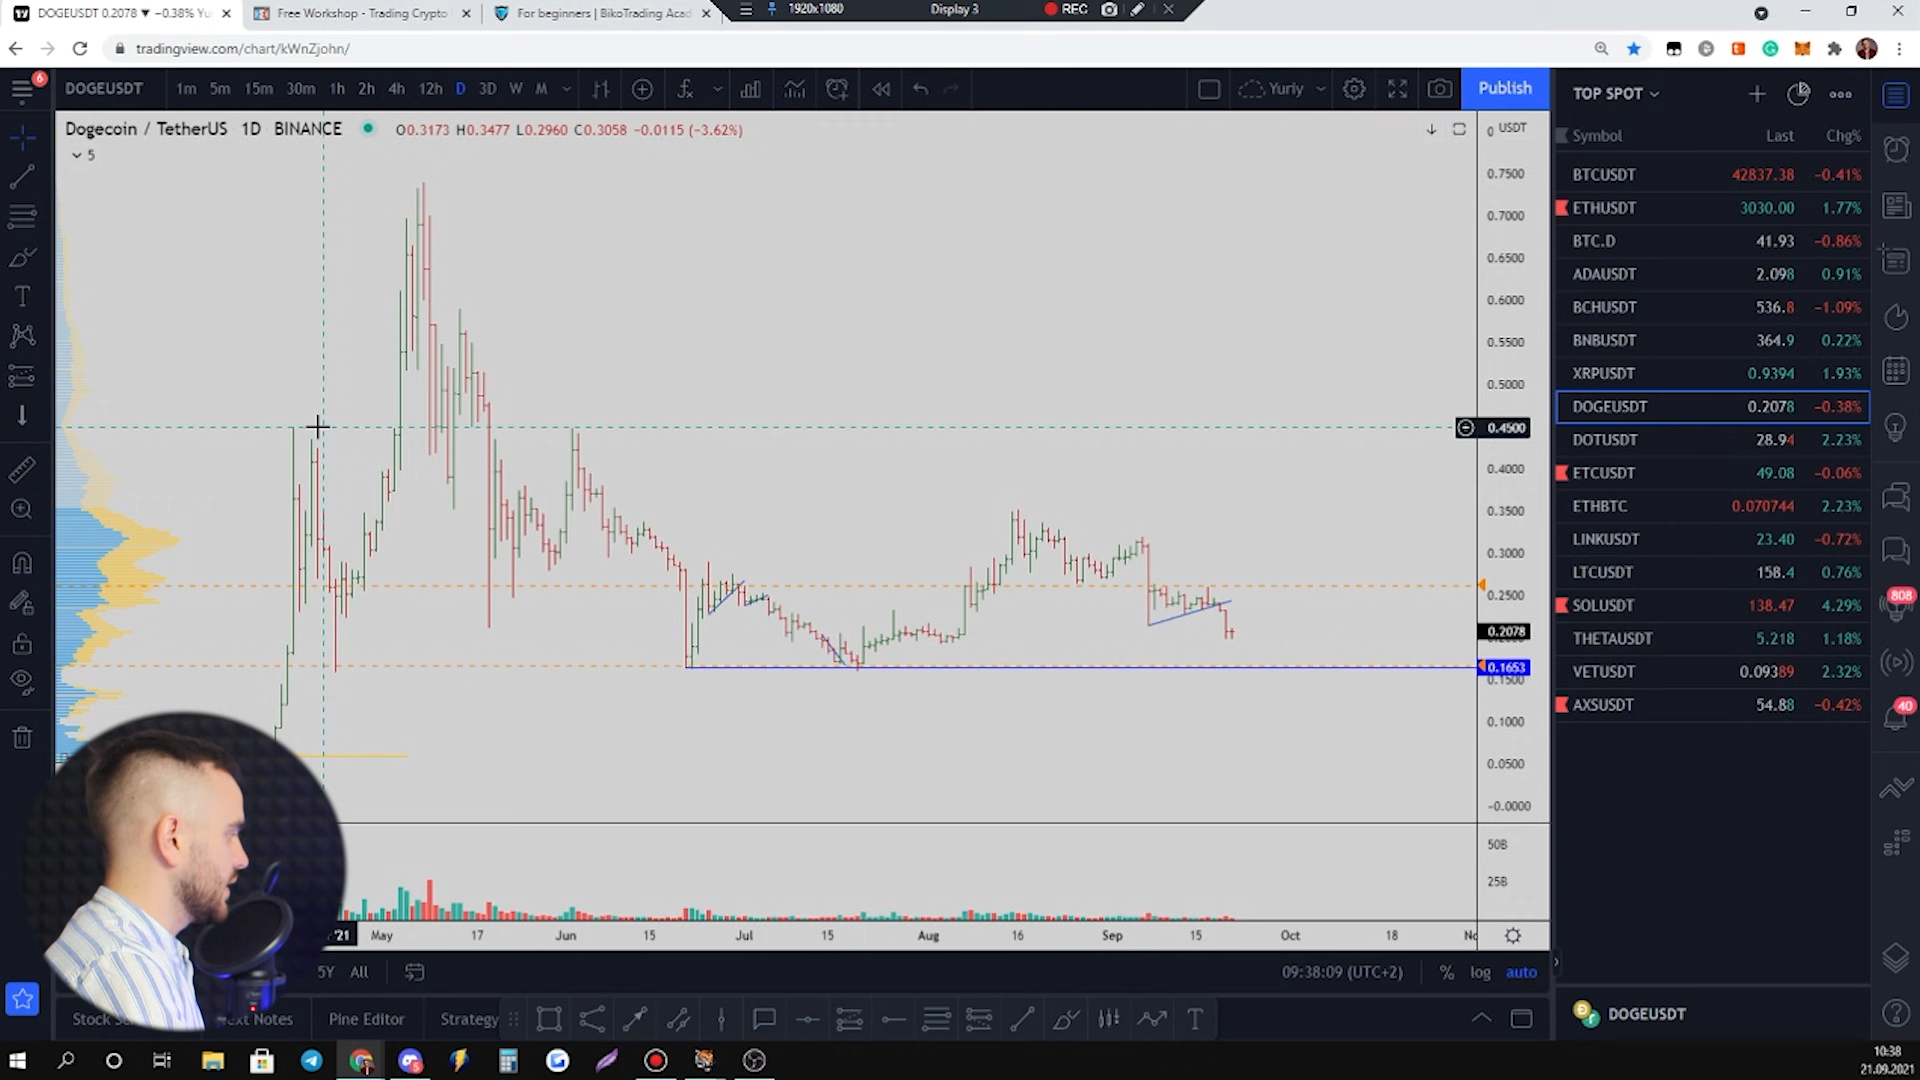 DOGEUSDT 0.2078 ▼ −0.38% Yu
Free Workshop - Trading Crypto
For beginners | BikoTrading Acad
1920x1080
Display 3
REC
tradingview.com/chart/kWnZjohn/
6
DOGEUSDT
1m 5m 15m 30m 1h 2h 4h 12h D 3D W M
Yuriy
Publish
Dogecoin / TetherUS 1D BINANCE
O0.3173 H0.3477 L0.2960 C0.3058 −0.0115 (−3.62%)
5
0 USDT
0.7500
0.7000
0.6500
0.6000
0.5500
0.5000
0.4500
0.4000
0.3500
0.3000
0.2500
0.2078
0.1653
0.1500
0.1000
0.0500
−0.0000
50B
25B
'21 May 17 Jun 15 Jul 15 Aug 16 Sep 15 Oct 18
5Y All
09:38:09 (UTC+2)
% log auto
Pine Editor
Strategy
TOP SPOT
Symbol Last Chg%
BTCUSDT 42837.38 −0.41%
ETHUSDT 3030.00 1.77%
BTC.D 41.93 −0.86%
ADAUSDT 2.098 0.91%
BCHUSDT 536.8 −1.09%
BNBUSDT 364.9 0.22%
XRPUSDT 0.9394 1.93%
DOGEUSDT 0.2078 −0.38%
DOTUSDT 28.94 2.23%
ETCUSDT 49.08 −0.06%
ETHBTC 0.070744 2.23%
LINKUSDT 23.40 −0.72%
LTCUSDT 158.4 0.76%
SOLUSDT 138.47 4.29%
THETAUSDT 5.218 1.18%
VETUSDT 0.09389 2.32%
AXSUSDT 54.88 −0.42%
808
40
DOGEUSDT
10:38
21.09.2021